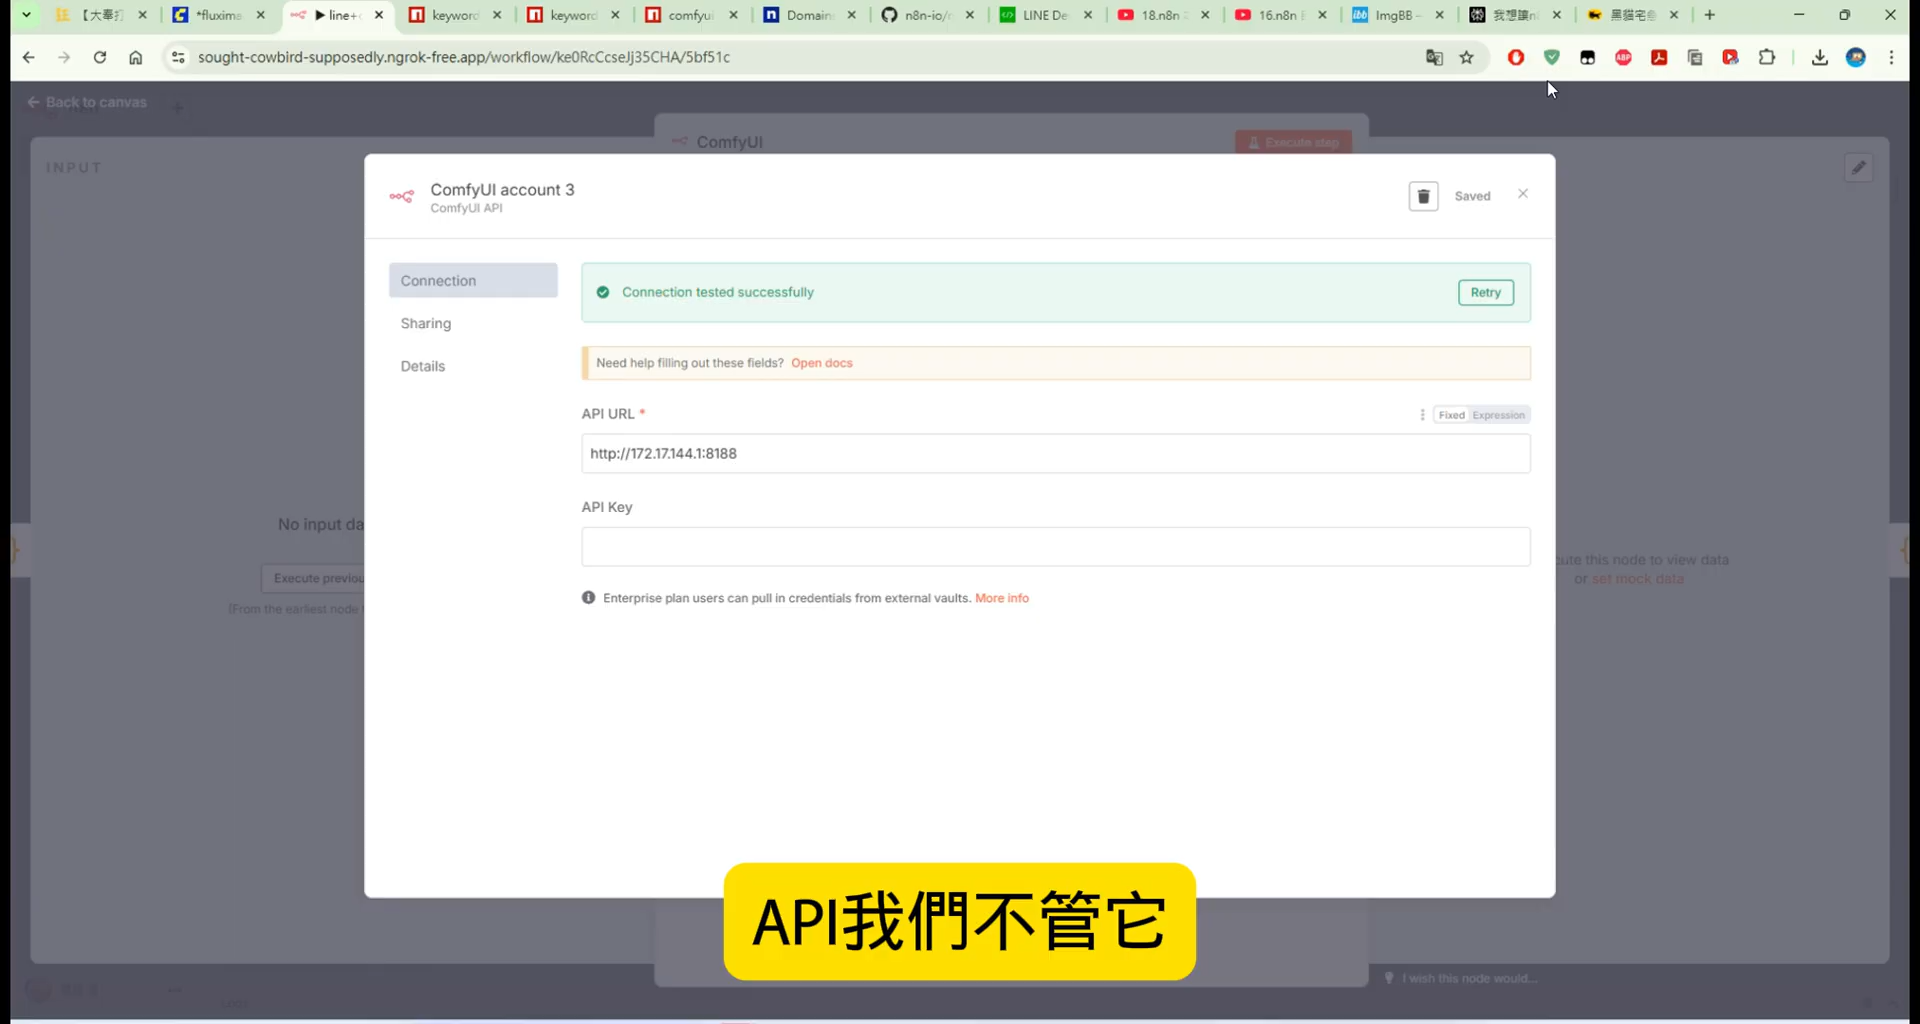 【大奉打
*fluxima
▶ line+
keyword
keyword
comfyui
Domain
n8n-io/n
LINE De
18.n8n
16.n8n
ImgBB –
我想讓n
黑貓宅急
sought-cowbird-supposedly.ngrok-free.app/workflow/ke0RcCcseJj35CHA/5bf51c
ABP
Back to canvas
INPUT
ComfyUI
Execute step
ComfyUI account 3
ComfyUI API
Saved
Connection
Sharing
Details
Connection tested successfully
Retry
Need help filling out these fields? Open docs
API URL *
Fixed
Expression
http://172.17.144.1:8188
API Key
Enterprise plan users can pull in credentials from external vaults. More info
No input da
Execute previou
(From the earliest node
cute this node to view data
or set mock data
API我們不管它
I wish this node would...
Logs